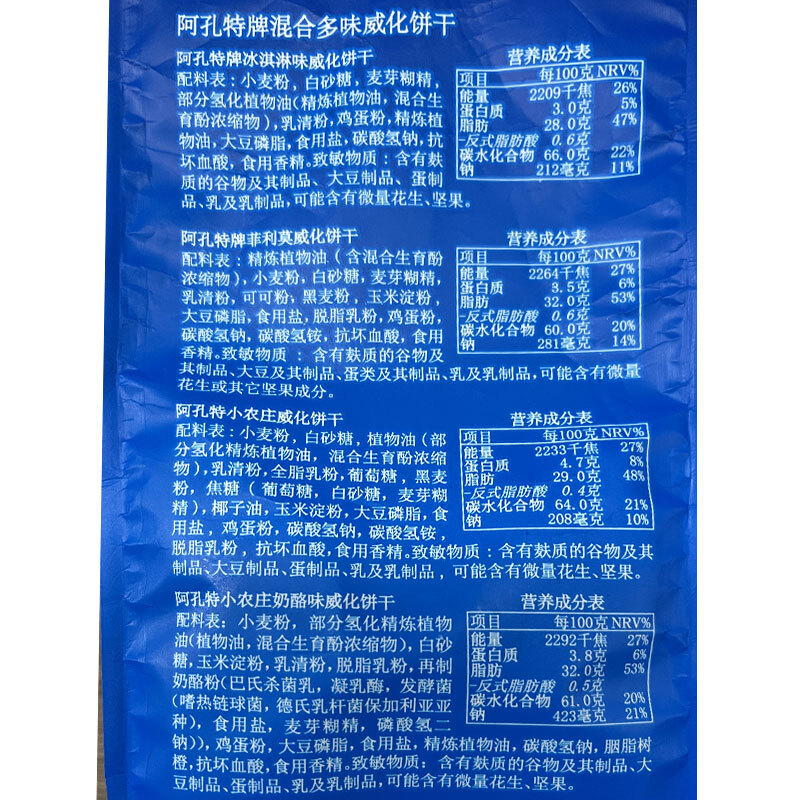 阿孔特牌混合多味威化饼干
阿孔特牌冰淇淋味威化饼干
配料表：小麦粉，白砂糖，麦芽糊精，
部分氢化植物油(精炼植物油，混合生
育酚浓缩物)，乳清粉，鸡蛋粉，精炼植
物油，大豆磷脂，食用盐，碳酸氢钠，抗
坏血酸，食用香精。致敏物质：含有麸
质的谷物及其制品、大豆制品、蛋制
品、乳及乳制品，可能含有微量花生、坚果。
营养成分表
项目 每100克 NRV%
能量 2209千焦 26%
蛋白质 3.0克 5%
脂肪 28.0克 47%
-反式脂肪酸 0.6克
碳水化合物 66.0克 22%
钠 212毫克 11%
阿孔特牌菲利莫威化饼干
配料表：精炼植物油（含混合生育酚
浓缩物)，小麦粉，白砂糖，麦芽糊精，
乳清粉，可可粉，黑麦粉，玉米淀粉，
大豆磷脂，食用盐，脱脂乳粉，鸡蛋粉，
碳酸氢钠，碳酸氢铵，抗坏血酸，食用
香精。致敏物质：含有麸质的谷物及
其制品、大豆及其制品、蛋类及其制品、乳及乳制品，可能含有微量
花生或其它坚果成分。
营养成分表
项目 每100克 NRV%
能量 2264千焦 27%
蛋白质 3.5克 6%
脂肪 32.0克 53%
-反式脂肪酸 0.6克
碳水化合物 60.0克 20%
钠 281毫克 14%
阿孔特小农庄威化饼干
配料表：小麦粉，白砂糖，植物油（部
分氢化精炼植物油，混合生育酚浓缩
物)，乳清粉，全脂乳粉，葡萄糖，黑麦
粉，焦糖（葡萄糖，白砂糖，麦芽糊
精)，椰子油，玉米淀粉，大豆磷脂，食
用盐，鸡蛋粉，碳酸氢钠，碳酸氢铵，
脱脂乳粉，抗坏血酸，食用香精。致敏物质：含有麸质的谷物及其
制品、大豆制品、蛋制品、乳及乳制品，可能含有微量花生、坚果。
营养成分表
项目 每100克 NRV%
能量 2233千焦 27%
蛋白质 4.7克 8%
脂肪 29.0克 48%
-反式脂肪酸 0.4克
碳水化合物 64.0克 21%
钠 208毫克 10%
阿孔特小农庄奶酪味威化饼干
配料表：小麦粉，部分氢化精炼植物
油(植物油，混合生育酚浓缩物)，白砂
糖，玉米淀粉，乳清粉，脱脂乳粉，再制
奶酪粉(巴氏杀菌乳，凝乳酶，发酵菌
(嗜热链球菌，德氏乳杆菌保加利亚亚
种)，食用盐，麦芽糊精，磷酸氢二
钠))，鸡蛋粉，大豆磷脂，食用盐，精炼植物油，碳酸氢钠，胭脂树
橙，抗坏血酸，食用香精。致敏物质：含有麸质的谷物及其制品、大
豆制品、蛋制品、乳及乳制品，可能含有微量花生、坚果。
营养成分表
项目 每100克 NRV%
能量 2292千焦 27%
蛋白质 3.8克 6%
脂肪 32.0克 53%
-反式脂肪酸 0.5克
碳水化合物 61.0克 20%
钠 423毫克 21%